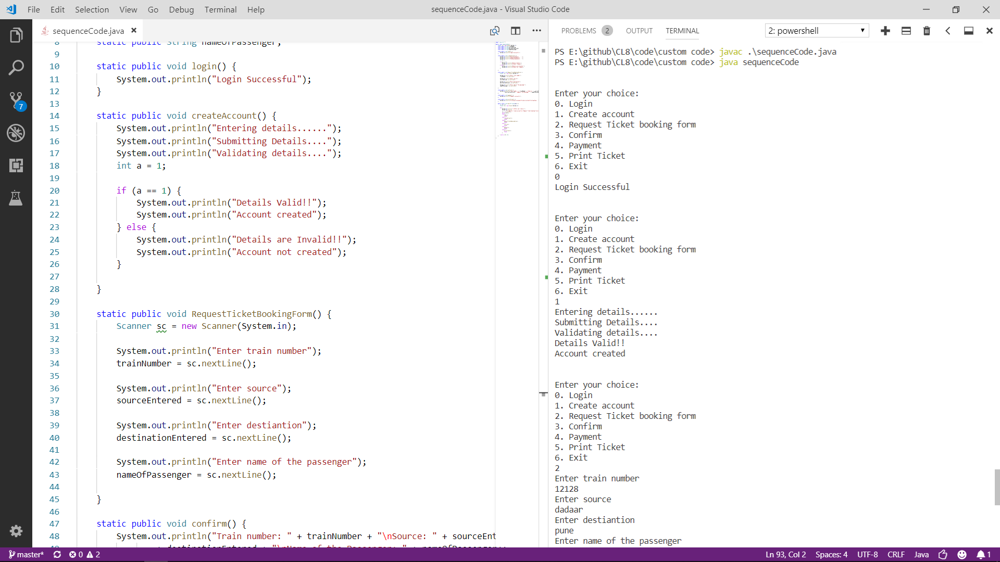 File Edit Selection View Go Debug Terminal Help
sequenceCode.java - Visual Studio Code
sequenceCode.java
8 static public String nameOfPassenger;
9
10 static public void login() {
11 System.out.println("Login Successful");
12 }
13
14 static public void createAccount() {
15 System.out.println("Entering details......");
16 System.out.println("Submitting Details....");
17 System.out.println("Validating details....");
18 int a = 1;
19
20 if (a == 1) {
21 System.out.println("Details Valid!!");
22 System.out.println("Account created");
23 } else {
24 System.out.println("Details are Invalid!!");
25 System.out.println("Account not created");
26 }
27
28 }
29
30 static public void RequestTicketBookingForm() {
31 Scanner sc = new Scanner(System.in);
32
33 System.out.println("Enter train number");
34 trainNumber = sc.nextLine();
35
36 System.out.println("Enter source");
37 sourceEntered = sc.nextLine();
38
39 System.out.println("Enter destiantion");
40 destinationEntered = sc.nextLine();
41
42 System.out.println("Enter name of the passenger");
43 nameOfPassenger = sc.nextLine();
44
45 }
46
47 static public void confirm() {
48 System.out.println("Train number: " + trainNumber + "\nSource: " + sourceEnt
PROBLEMS 2 OUTPUT TERMINAL
2: powershell
PS E:\github\CL8\code\custom code> javac .\sequenceCode.java
PS E:\github\CL8\code\custom code> java sequenceCode
Enter your choice:
0. Login
1. Create account
2. Request Ticket booking form
3. Confirm
4. Payment
5. Print Ticket
6. Exit
0
Login Successful
Enter your choice:
0. Login
1. Create account
2. Request Ticket booking form
3. Confirm
4. Payment
5. Print Ticket
6. Exit
1
Entering details......
Submitting Details....
Validating details....
Details Valid!!
Account created
Enter your choice:
0. Login
1. Create account
2. Request Ticket booking form
3. Confirm
4. Payment
5. Print Ticket
6. Exit
2
Enter train number
12128
Enter source
dadaar
Enter destiantion
pune
Enter name of the passenger
7
master* 0 2
Ln 93, Col 2 Spaces: 4 UTF-8 CRLF Java 1